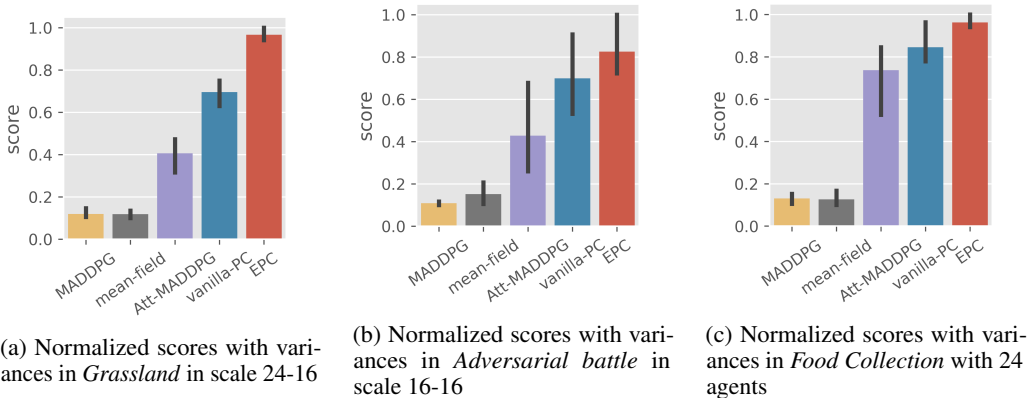 1.0
0.8
0.6
0.4
0.2
0.0
score
MADDPG
mean-field
Att-MADDPG
vanilla-PC
EPC
(a) Normalized scores with vari-
ances in Grassland in scale 24-16
1.0
0.8
0.6
0.4
0.2
0.0
score
MADDPG
mean-field
Att-MADDPG
vanilla-PC
EPC
(b) Normalized scores with vari-
ances in Adversarial battle in
scale 16-16
1.0
0.8
0.6
0.4
0.2
0.0
score
MADDPG
mean-field
Att-MADDPG
vanilla-PC
EPC
(c) Normalized scores with vari-
ances in Food Collection with 24
agents